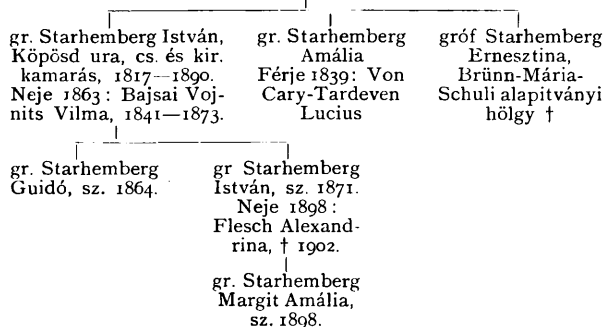 gr. Starhemberg István,
Köpösd ura, cs. és kir.
kamarás, 1817—1890.
Neje 1863: Bajsai Voj-
nits Vilma, 1841—1873.
gr. Starhemberg
Amália
Férje 1839: Von
Cary-Tardeven
Lucius
gróf Starhemberg
Ernesztina,
Brünn-Mária-
Schuli alapitványi
hölgy †
gr. Starhemberg
Guidó, sz. 1864.
gr Starhemberg
István, sz. 1871.
Neje 1898:
Flesch Alexand-
rina, † 1902.
gr. Starhemberg
Margit Amália,
sz. 1898.